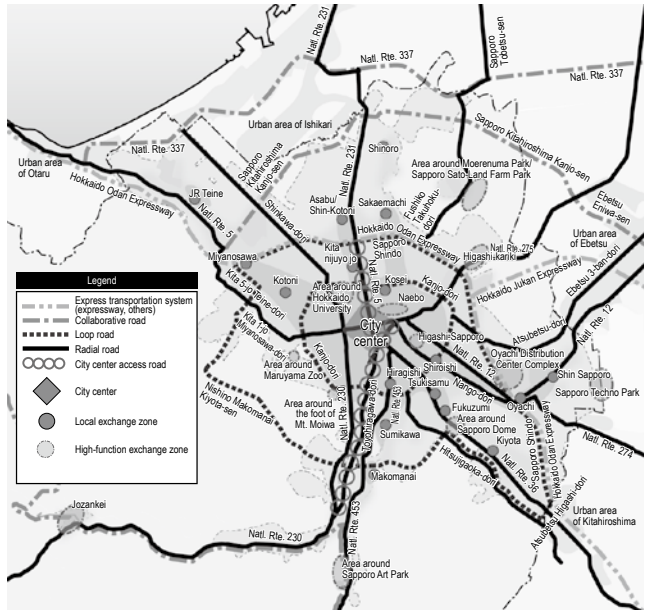 Natl. Rte. 231
Sapporo
Tobetsu-sen
Natl. Rte. 337
Natl. Rte. 337
Urban area of Ishikari
Sapporo Kitahiroshima Kanjo-sen
Urban area
of Otaru
Natl. Rte. 337
Sapporo
Kitahiroshima
Kanjo-sen
Natl. Rte. 231
Shinoro
Area around Moerenuma Park/
Sapporo Sato Land Farm Park
Hokkaido Odan Expressway
JR Teine
Natl. Rte. 5
Shinkawa-dori
Asabu/
Shin-Kotoni
Sakaemachi
Fushiko
Takuhoku-
dori
Ebetsu
Eniwa-sen
Hokkaido Odan Expressway
Urban area
of Ebetsu
Miyanosawa
Kita
nijuyo jo
Sapporo
Shindo
Natl. Rte. 275
Higashi-kariki
Hokkaido Jukan Expressway
Ebetsu 3-ban-dori
Legend
Express transportation system
(expressway, others)
Collaborative road
Loop road
Radial road
City center access road
City center
Local exchange zone
High-function exchange zone
Kita 5-jo Teine-dori
Kotoni
Area around
Hokkaido
University
Natl. Rte. 5
Kosei
Naebo
Kanjo-dori
Atsubetsu-dori
Natl. Rte. 12
City
center
Kita 1-jo
Miyanosawa-dori
Kanjo-dori
Higashi-Sapporo
Natl. Rte. 12
Oyachi Distribution
Center Complex
Area around
Maruyama Zoo
Shiroishi
Nango-dori
Shin Sapporo
Sapporo Techno Park
Hiragishi
Tsukisamu
Natl. Rte. 230
Natl. Rte. 453
Toyohiragawa-dori
Oyachi
Nishino Makomanai
Kiyota-sen
Area around
the foot of
Mt. Moiwa
Fukuzumi
Area around
Sapporo Dome
Sumikawa
Kiyota
Sapporo Shindo
Hokkaido Odan Expressway
Natl. Rte. 274
Makomanai
Hitsujigaoka-dori
Natl. Rte. 36
Jozankei
Atsubetsu Higashi-dori
Urban area
of Kitahiroshima
Natl. Rte. 230
Natl. Rte. 453
Area around
Sapporo Art Park